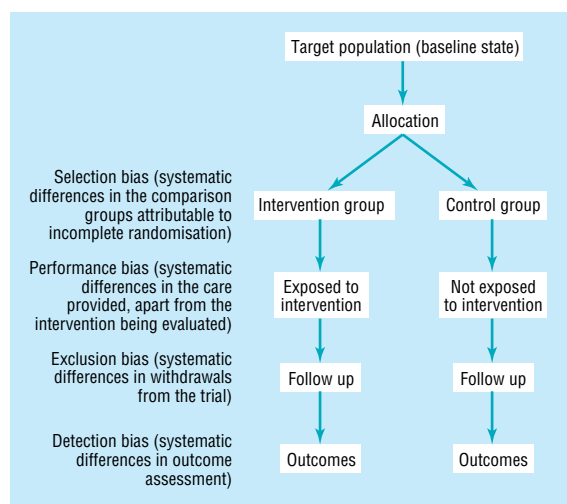 Target population (baseline state)
Allocation
Selection bias (systematic
differences in the comparison
groups attributable to
incomplete randomisation)
Intervention group
Control group
Performance bias (systematic
differences in the care
provided, apart from the
intervention being evaluated)
Exposed to
intervention
Not exposed
to intervention
Exclusion bias (systematic
differences in withdrawals
from the trial)
Follow up
Follow up
Detection bias (systematic
differences in outcome
assessment)
Outcomes
Outcomes